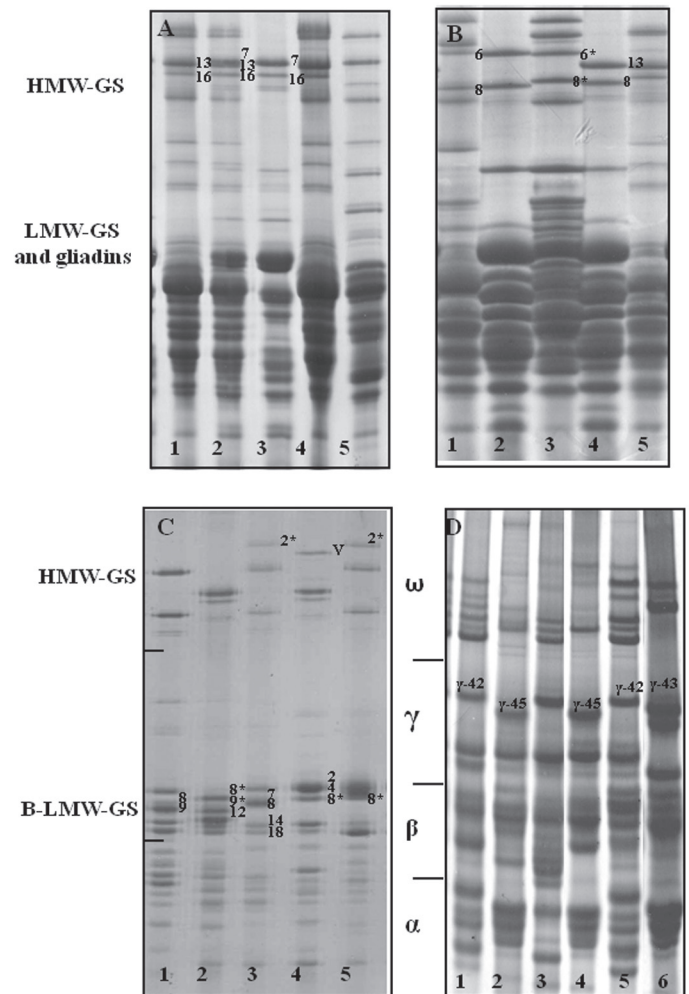 A
B
HMW-GS
13 7 7
16 13 16
16
6 6* 13
8 8* 8
LMW-GS
and gliadins
1 2 3 4 5
1 2 3 4 5
C
D
HMW-GS
2* V 2*
ω
γ-42 γ-45 γ-45 γ-42 γ-43
γ
B-LMW-GS
8 8* 7 2
9 9* 8 4
12 14 8* 8*
18
β
α
1 2 3 4 5
1 2 3 4 5 6